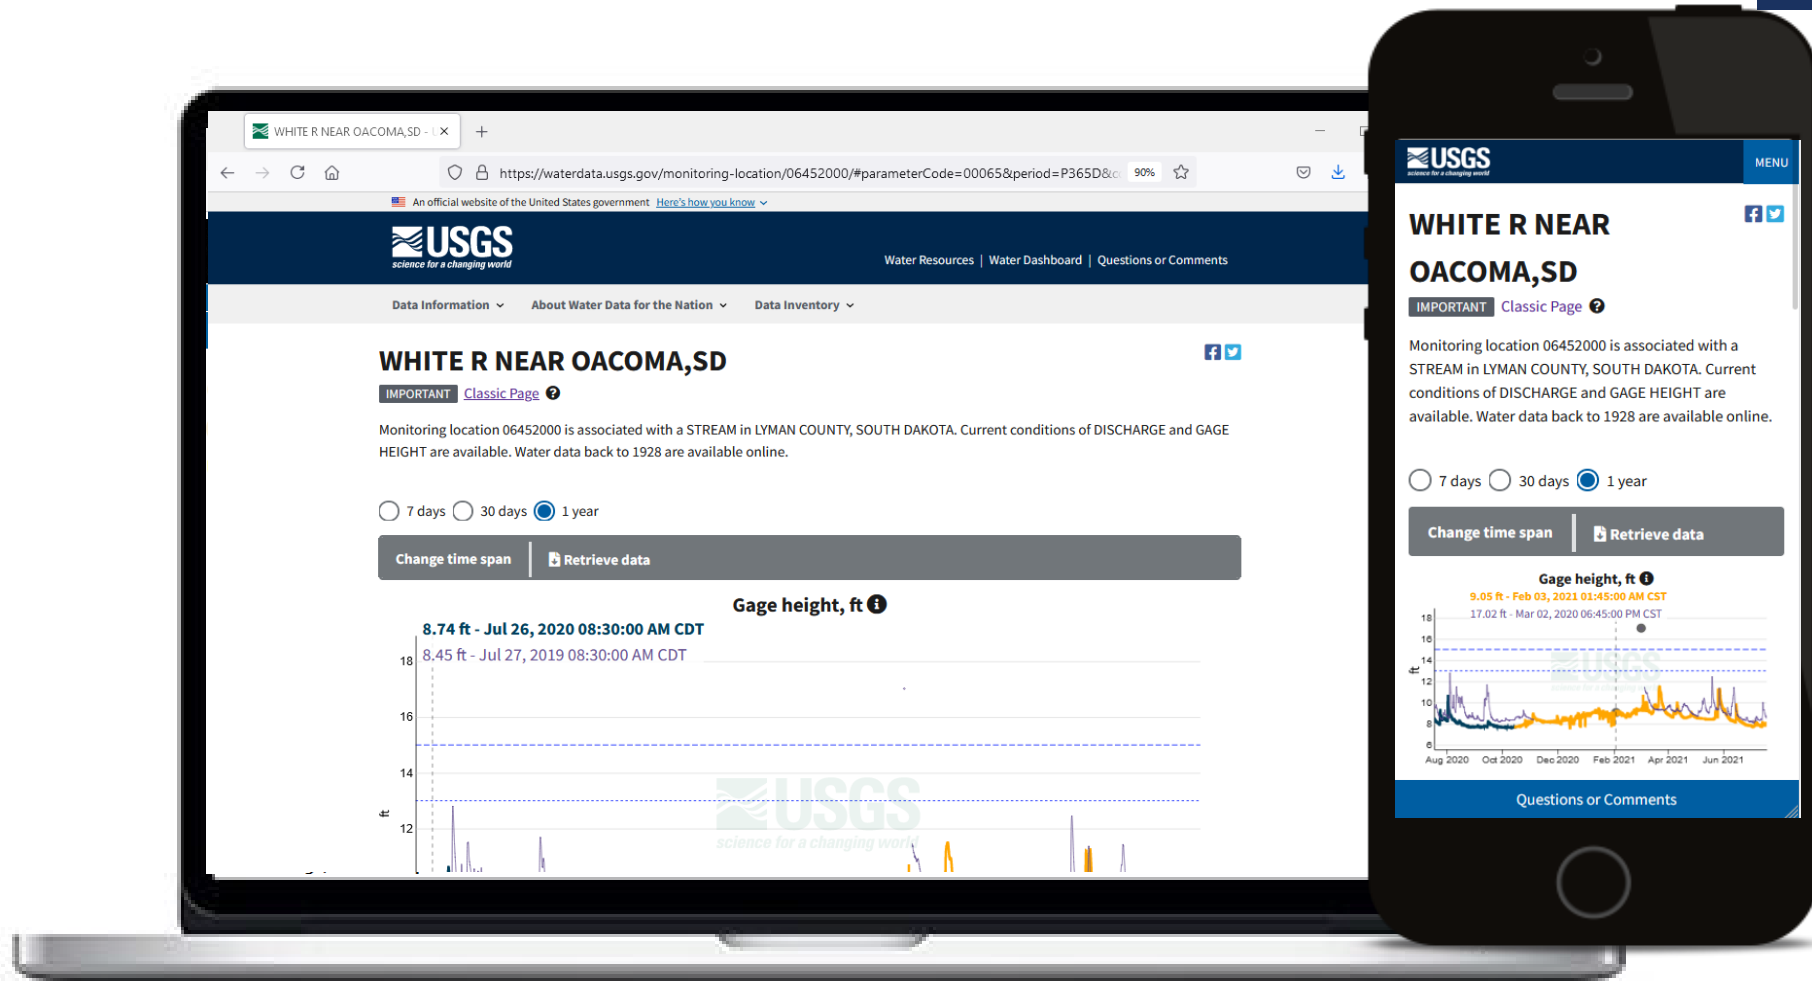 WHITE R NEAR OACOMA,SD - U
https://waterdata.usgs.gov/monitoring-location/06452000/#parameterCode=00065&period=P365D&c
90%
An official website of the United States government Here's how you know
USGS
science for a changing world
Water Resources | Water Dashboard | Questions or Comments
Data Information
About Water Data for the Nation
Data Inventory
WHITE R NEAR OACOMA,SD
IMPORTANT Classic Page
Monitoring location 06452000 is associated with a STREAM in LYMAN COUNTY, SOUTH DAKOTA. Current conditions of DISCHARGE and GAGE
HEIGHT are available. Water data back to 1928 are available online.
7 days 30 days 1 year
Change time span
Retrieve data
Gage height, ft
8.74 ft - Jul 26, 2020 08:30:00 AM CDT
8.45 ft - Jul 27, 2019 08:30:00 AM CDT
18
16
14
ft
12
USGS
science for a changing world
USGS
science for a changing world
MENU
WHITE R NEAR
OACOMA,SD
IMPORTANT Classic Page
Monitoring location 06452000 is associated with a
STREAM in LYMAN COUNTY, SOUTH DAKOTA. Current
conditions of DISCHARGE and GAGE HEIGHT are
available. Water data back to 1928 are available online.
7 days 30 days 1 year
Change time span
Retrieve data
Gage height, ft
9.05 ft - Feb 03, 2021 01:45:00 AM CST
17.02 ft - Mar 02, 2020 06:45:00 PM CST
18
16
14
ft
12
10
8
6
USGS
Aug 2020 Oct 2020 Dec 2020 Feb 2021 Apr 2021 Jun 2021
Questions or Comments